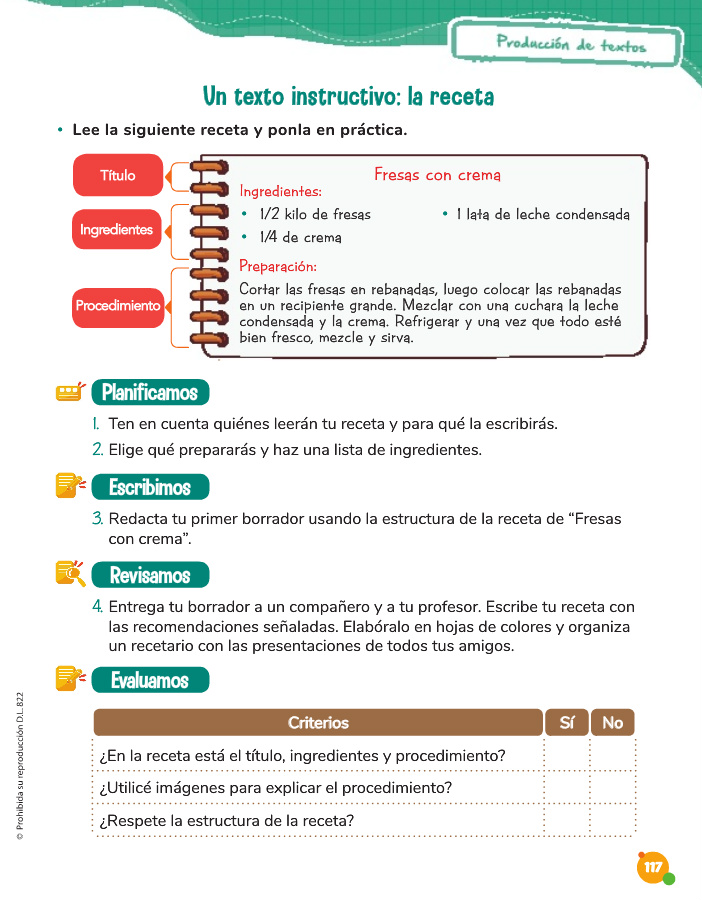 Producción de textos
Un texto instructivo: la receta
• Lee la siguiente receta y ponla en práctica.
Título
Ingredientes
Procedimiento
Fresas con crema
Ingredientes:
• 1/2 kilo de fresas
• 1 lata de leche condensada
• 1/4 de crema
Preparación:
Cortar las fresas en rebanadas, luego colocar las rebanadas
en un recipiente grande. Mezclar con una cuchara la leche
condensada y la crema. Refrigerar y una vez que todo esté
bien fresco, mezcle y sirva.
Planificamos
1. Ten en cuenta quiénes leerán tu receta y para qué la escribirás.
2. Elige qué prepararás y haz una lista de ingredientes.
Escribimos
3. Redacta tu primer borrador usando la estructura de la receta de “Fresas
con crema”.
Revisamos
4. Entrega tu borrador a un compañero y a tu profesor. Escribe tu receta con
las recomendaciones señaladas. Elabóralo en hojas de colores y organiza
un recetario con las presentaciones de todos tus amigos.
Evaluamos
Criterios Sí No
¿En la receta está el título, ingredientes y procedimiento?
¿Utilicé imágenes para explicar el procedimiento?
¿Respete la estructura de la receta?
© Prohibida su reproducción D.L. 822
117